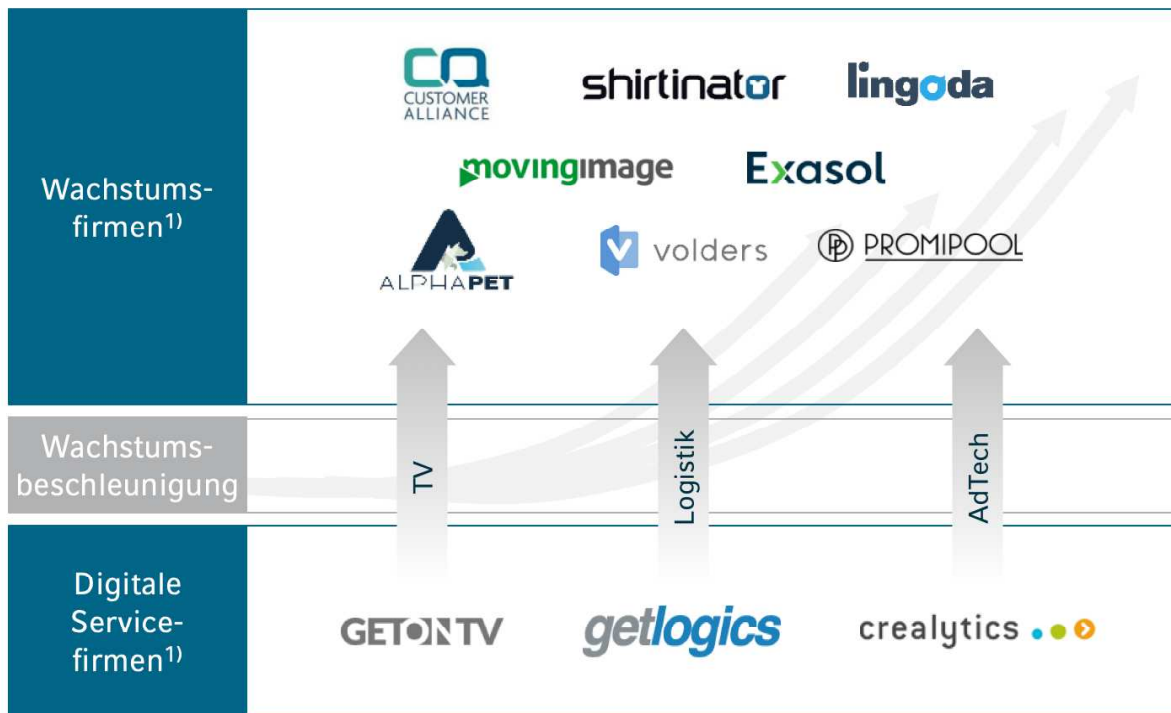 CUSTOMER
ALLIANCE
shirtinator
lingoda
movingimage
Exasol
Wachstums-
firmen1)
ALPHAPET
volders
PP PROMIPOOL
Wachstums-
beschleunigung
TV
Logistik
AdTech
Digitale
Service-
firmen1)
GETONTV
getlogics
crealytics